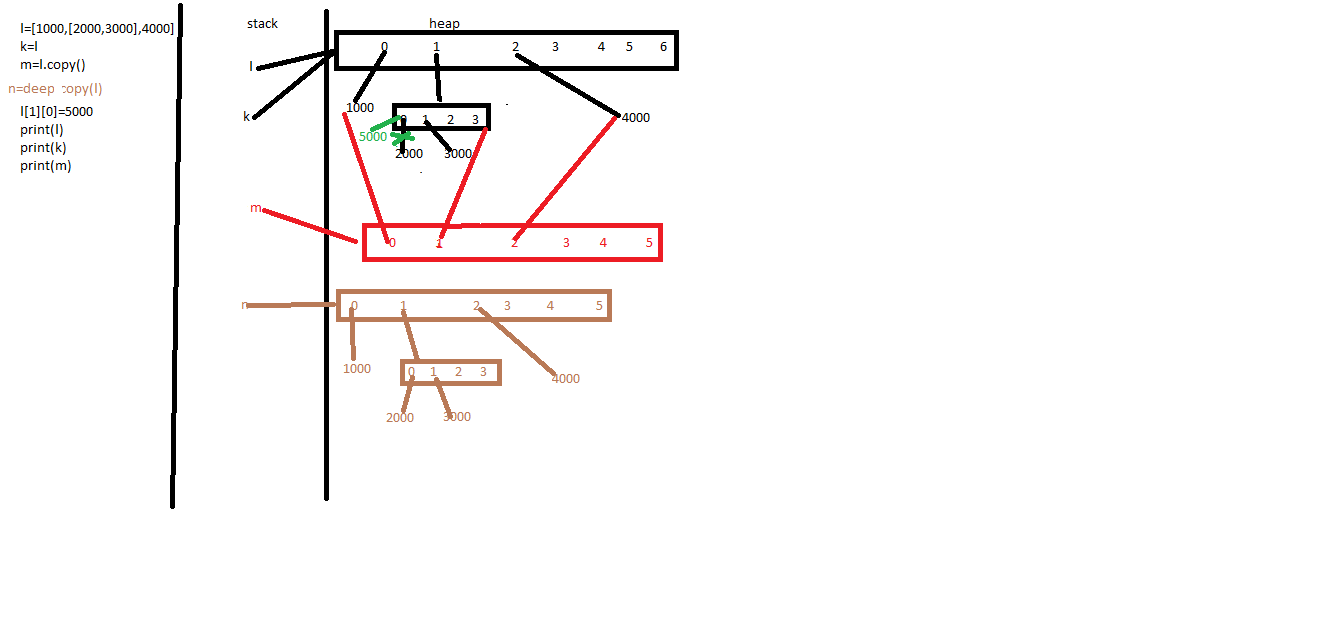 l=[1000,[2000,3000],4000]
k=l
m=l.copy()
n=deep copy(l)
l[1][0]=5000
print(l)
print(k)
print(m)
stack
heap
0 1 2 3 4 5 6
l
k
1000
0 1 2 3
4000
5000
2000 3000
m
0 1 2 3 4 5
n
0 1 2 3 4 5
1000
0 1 2 3
4000
2000 3000